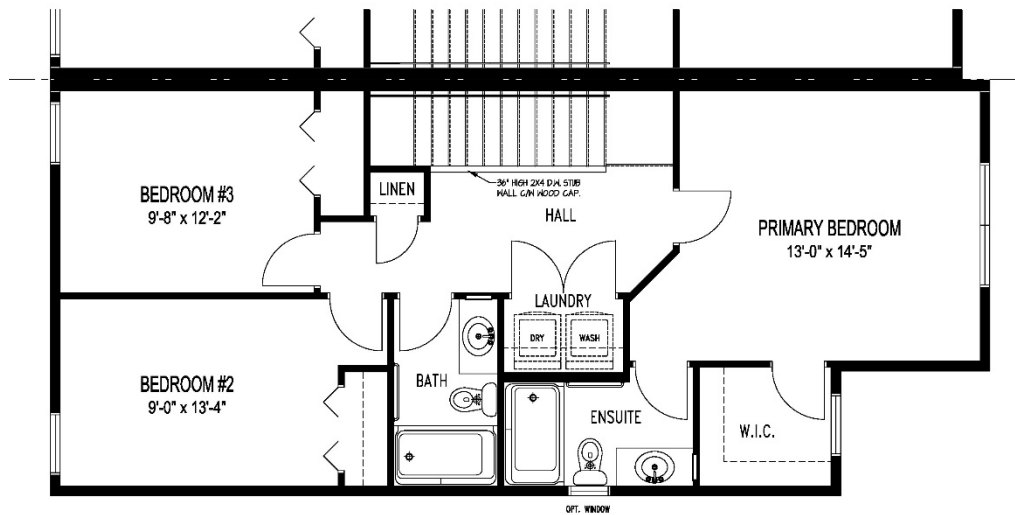 LINEN
36" HIGH 2X4 D.W. STUB
WALL C/W WOOD CAP.
BEDROOM #3
9'-8" x 12'-2"
HALL
PRIMARY BEDROOM
13'-0" x 14'-5"
LAUNDRY
DRY
WASH
BEDROOM #2
9'-0" x 13'-4"
BATH
ENSUITE
W.I.C.
OPT. WINDOW